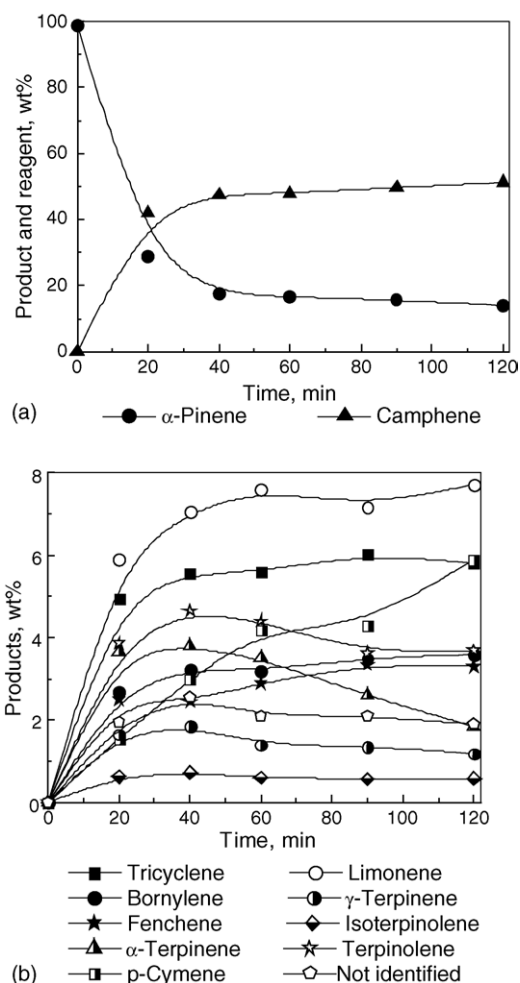 100
80
60
40
20
0
Product and reagent, wt%
0 20 40 60 80 100 120
Time, min
(a) α-Pinene Camphene
8
6
4
2
0
Products, wt%
0 20 40 60 80 100 120
Time, min
Tricyclene Limonene
Bornylene γ-Terpinene
Fenchene Isoterpinolene
α-Terpinene Terpinolene
(b) p-Cymene Not identified